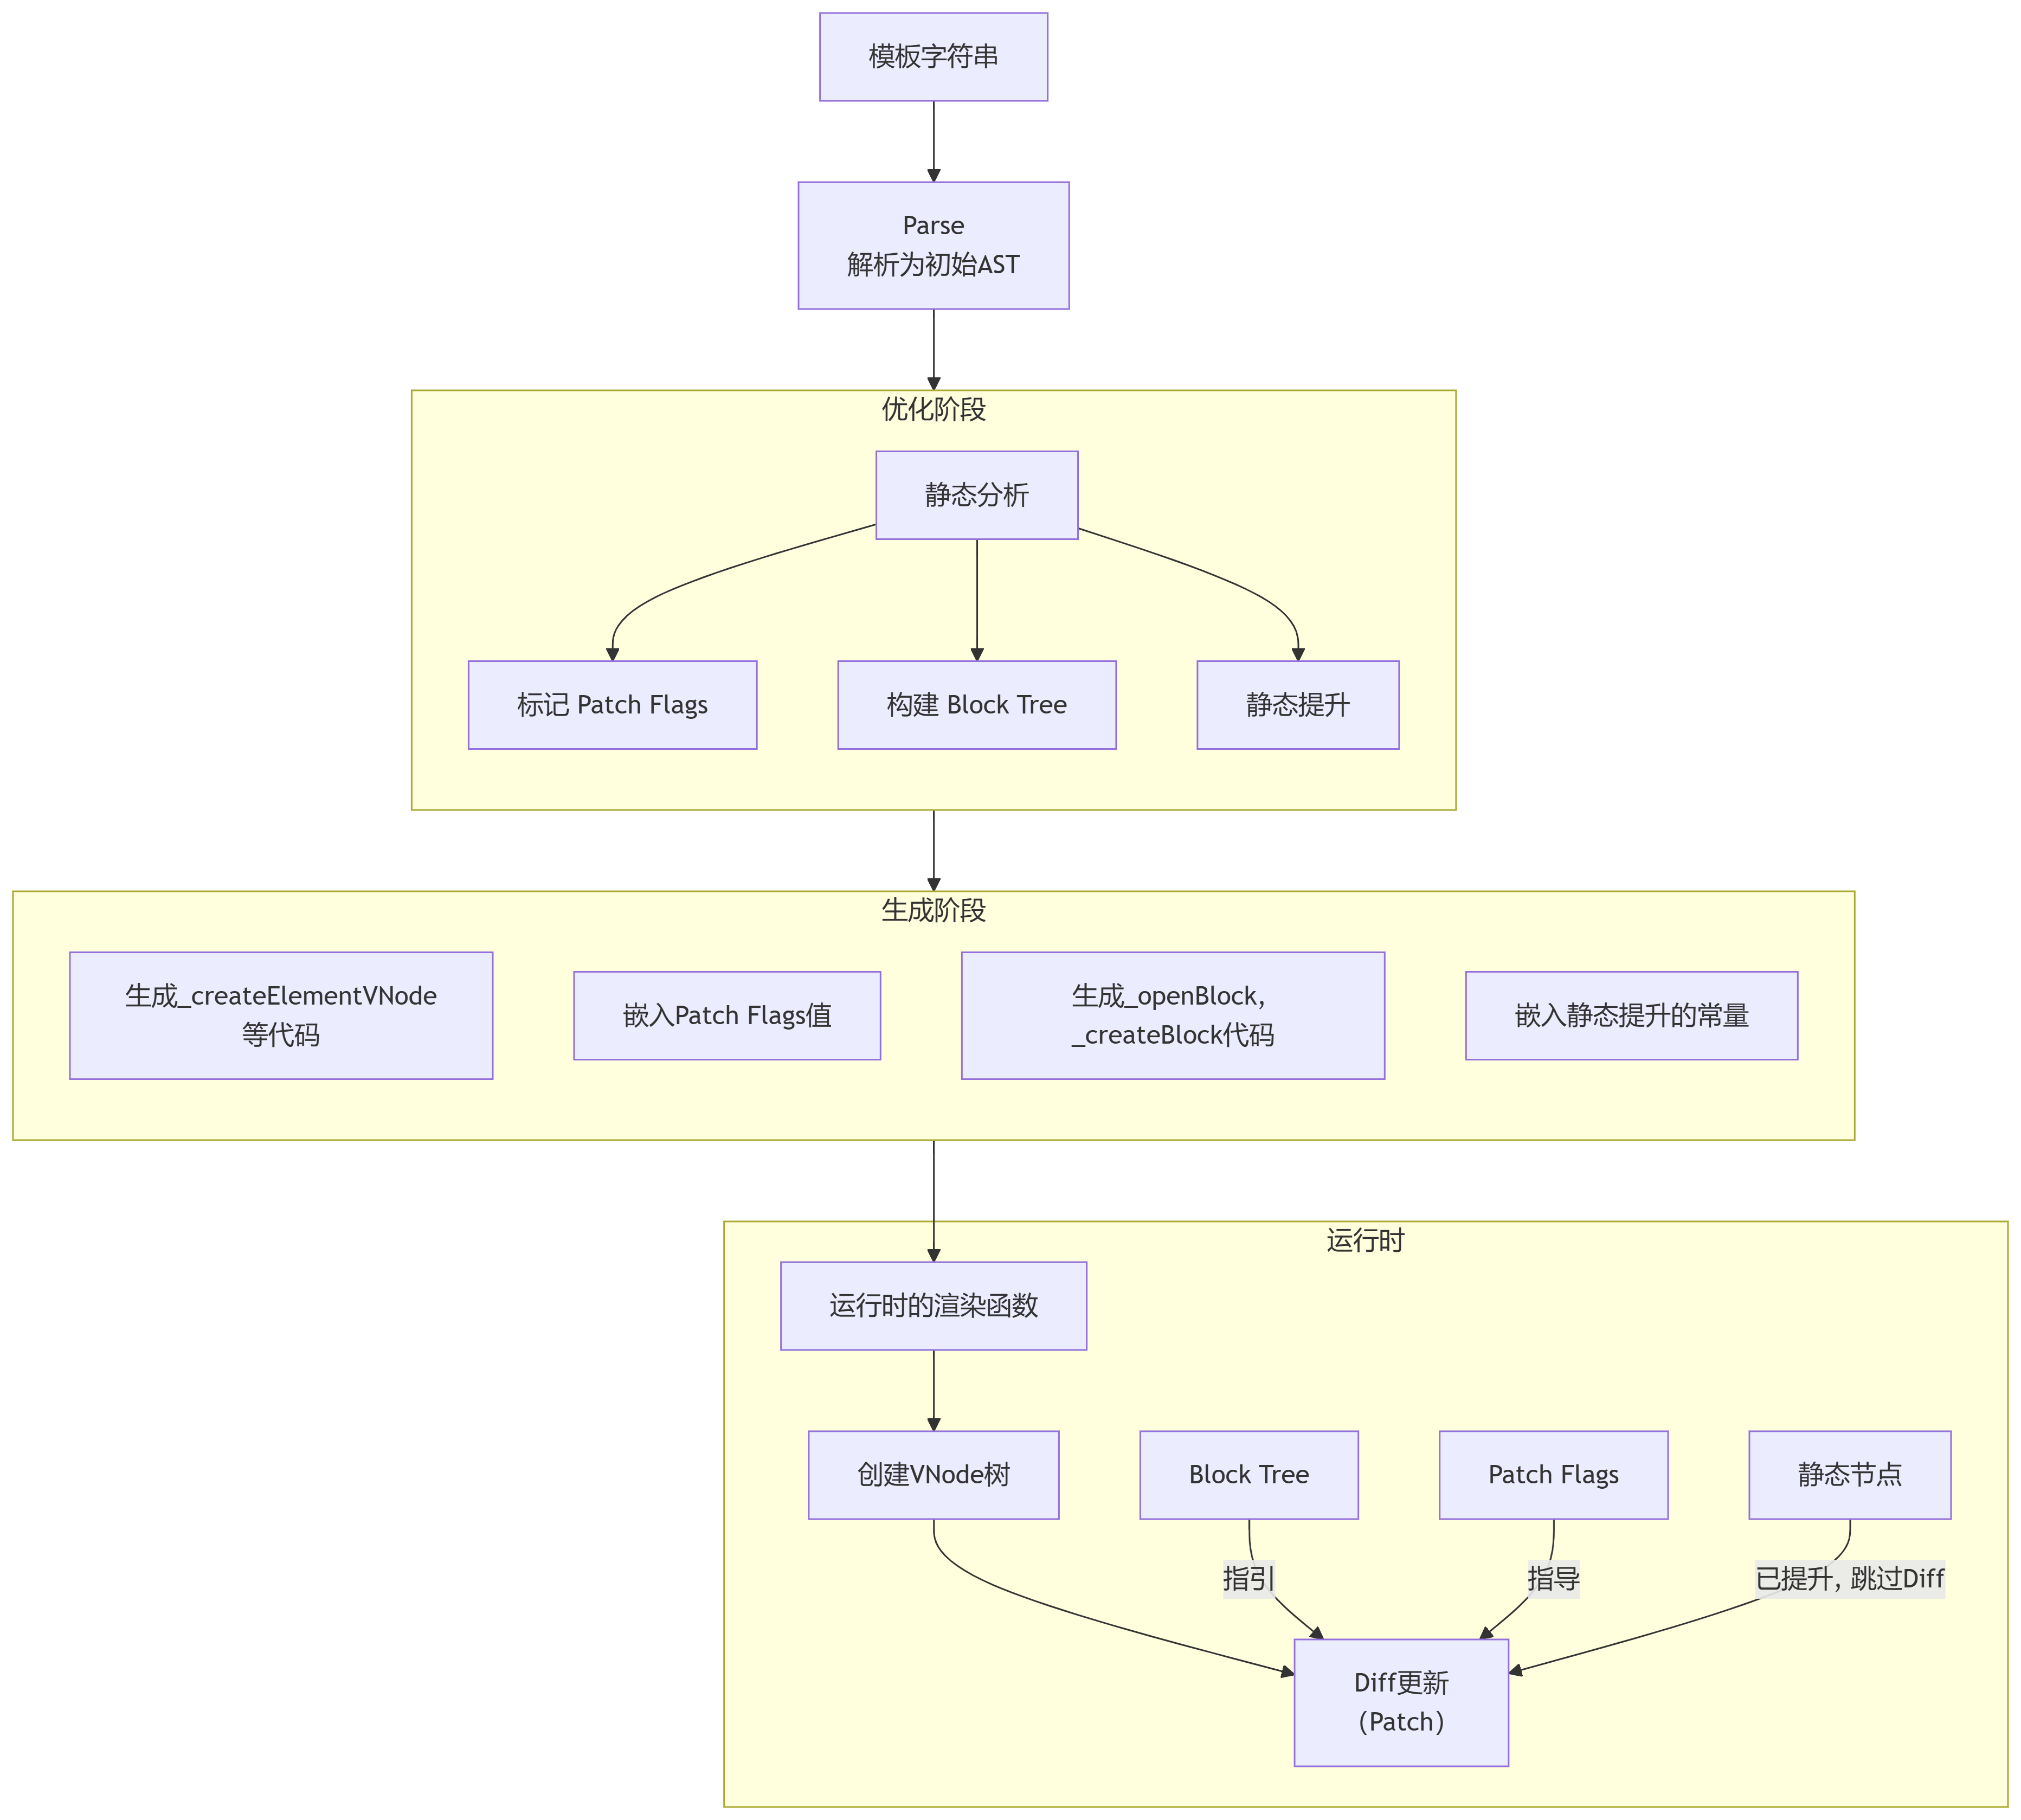 模板字符串
Parse
解析为初始AST
优化阶段
静态分析
标记 Patch Flags
构建 Block Tree
静态提升
生成阶段
生成_createElementVNode
等代码
嵌入Patch Flags值
生成_openBlock,
_createBlock代码
嵌入静态提升的常量
运行时
运行时的渲染函数
创建VNode树
Block Tree
Patch Flags
静态节点
指引
指导
已提升, 跳过Diff
Diff更新
(Patch)